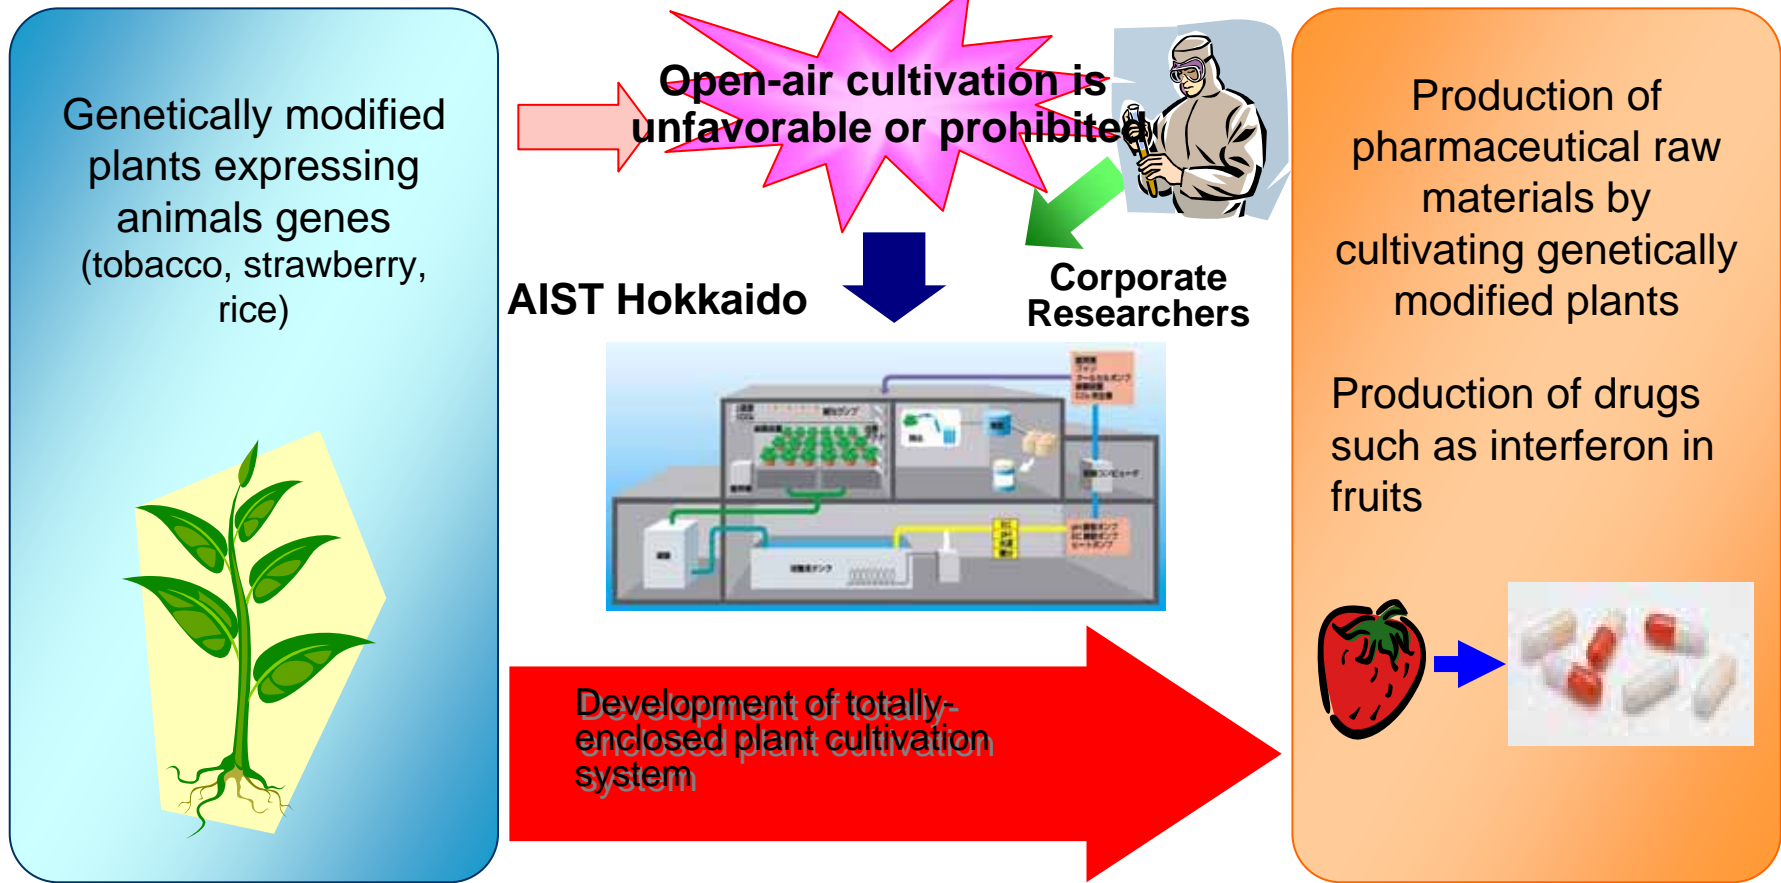 Genetically modified
plants expressing
animals genes
(tobacco, strawberry,
rice)
Open-air cultivation is
unfavorable or prohibited
AIST Hokkaido
Corporate
Researchers
Development of totally-
enclosed plant cultivation
system
Production of
pharmaceutical raw
materials by
cultivating genetically
modified plants
Production of drugs
such as interferon in
fruits